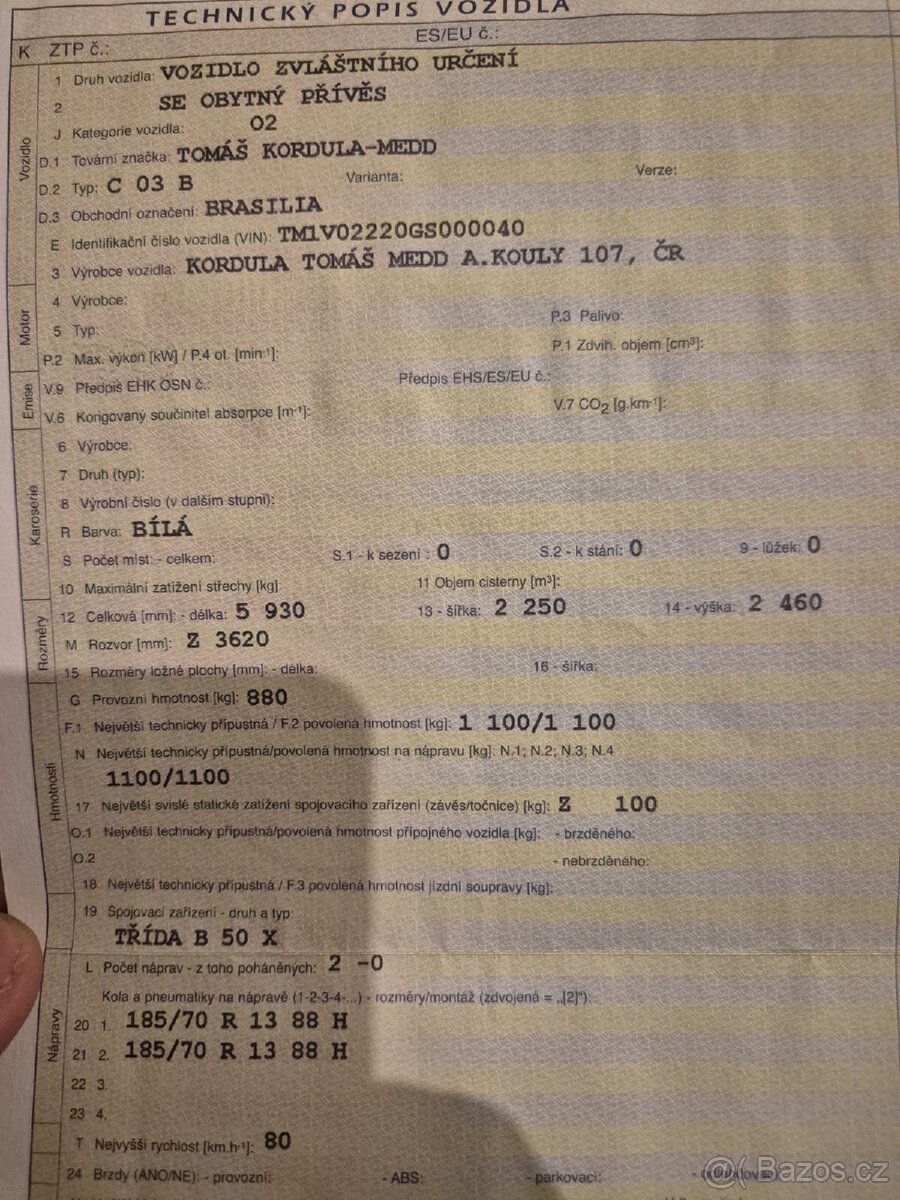 TECHNICKÝ POPIS VOZIDLA
K ZTP č.: ES/EU č.:
Vozidlo
1 Druh vozidla: VOZIDLO ZVLÁŠTNÍHO URČENÍ
2 SE OBYTNÝ PŘÍVĚS
J Kategorie vozidla: O2
D.1 Tovární značka: TOMÁŠ KORDULA-MEDD
D.2 Typ: C 03 B Varianta: Verze:
D.3 Obchodní označení: BRASILIA
E Identifikační číslo vozidla (VIN): TM1V02220GS000040
3 Výrobce vozidla: KORDULA TOMÁŠ MEDD A.KOULY 107, ČR
Motor
4 Výrobce:
5 Typ: P.3 Palivo:
P.2 Max. výkon [kW] / P.4 ot. [min-1]: P.1 Zdvih. objem [cm³]:
Emise
V.9 Předpis EHK OSN č.: Předpis EHS/ES/EU č.:
V.6 Korigovaný součinitel absorpce [m-1]: V.7 CO2 [g.km-1]:
Karoserie
6 Výrobce:
7 Druh (typ):
8 Výrobní číslo (v dalším stupni):
R Barva: BÍLÁ
S Počet míst: - celkem: S.1 - k sezení: 0 S.2 - k stání: 0 9 - lůžek: 0
10 Maximální zatížení střechy [kg]: 11 Objem cisterny [m³]:
Rozměry
12 Celková [mm]: - délka: 5 930 13 - šířka: 2 250 14 - výška: 2 460
M Rozvor [mm]: Z 3620
15 Rozměry ložné plochy [mm]: - délka: 16 - šířka:
Hmotnosti
G Provozní hmotnost [kg]: 880
F.1 Největší technicky přípustná / F.2 povolená hmotnost [kg]: 1 100/1 100
N Největší technicky přípustná/povolená hmotnost na nápravu [kg]: N.1; N.2; N.3; N.4
1100/1100
17 Největší svislé statické zatížení spojovacího zařízení (závěs/točnice) [kg]: Z 100
O.1 Největší technicky přípustná/povolená hmotnost přípojného vozidla [kg]: - brzděného:
O.2 - nebrzděného:
18 Největší technicky přípustná / F.3 povolená hmotnost jízdní soupravy [kg]:
19 Spojovací zařízení - druh a typ:
TŘÍDA B 50 X
Nápravy
L Počet náprav - z toho poháněných: 2 -0
Kola a pneumatiky na nápravě (1-2-3-4-...) - rozměry/montáž (zdvojená = „[2]"):
20 1. 185/70 R 13 88 H
21 2. 185/70 R 13 88 H
22 3.
23 4.
T Nejvyšší rychlost [km.h-1]: 80
24 Brzdy (ANO/NE): - provozní: - ABS: - parkovací:
Bazos.cz